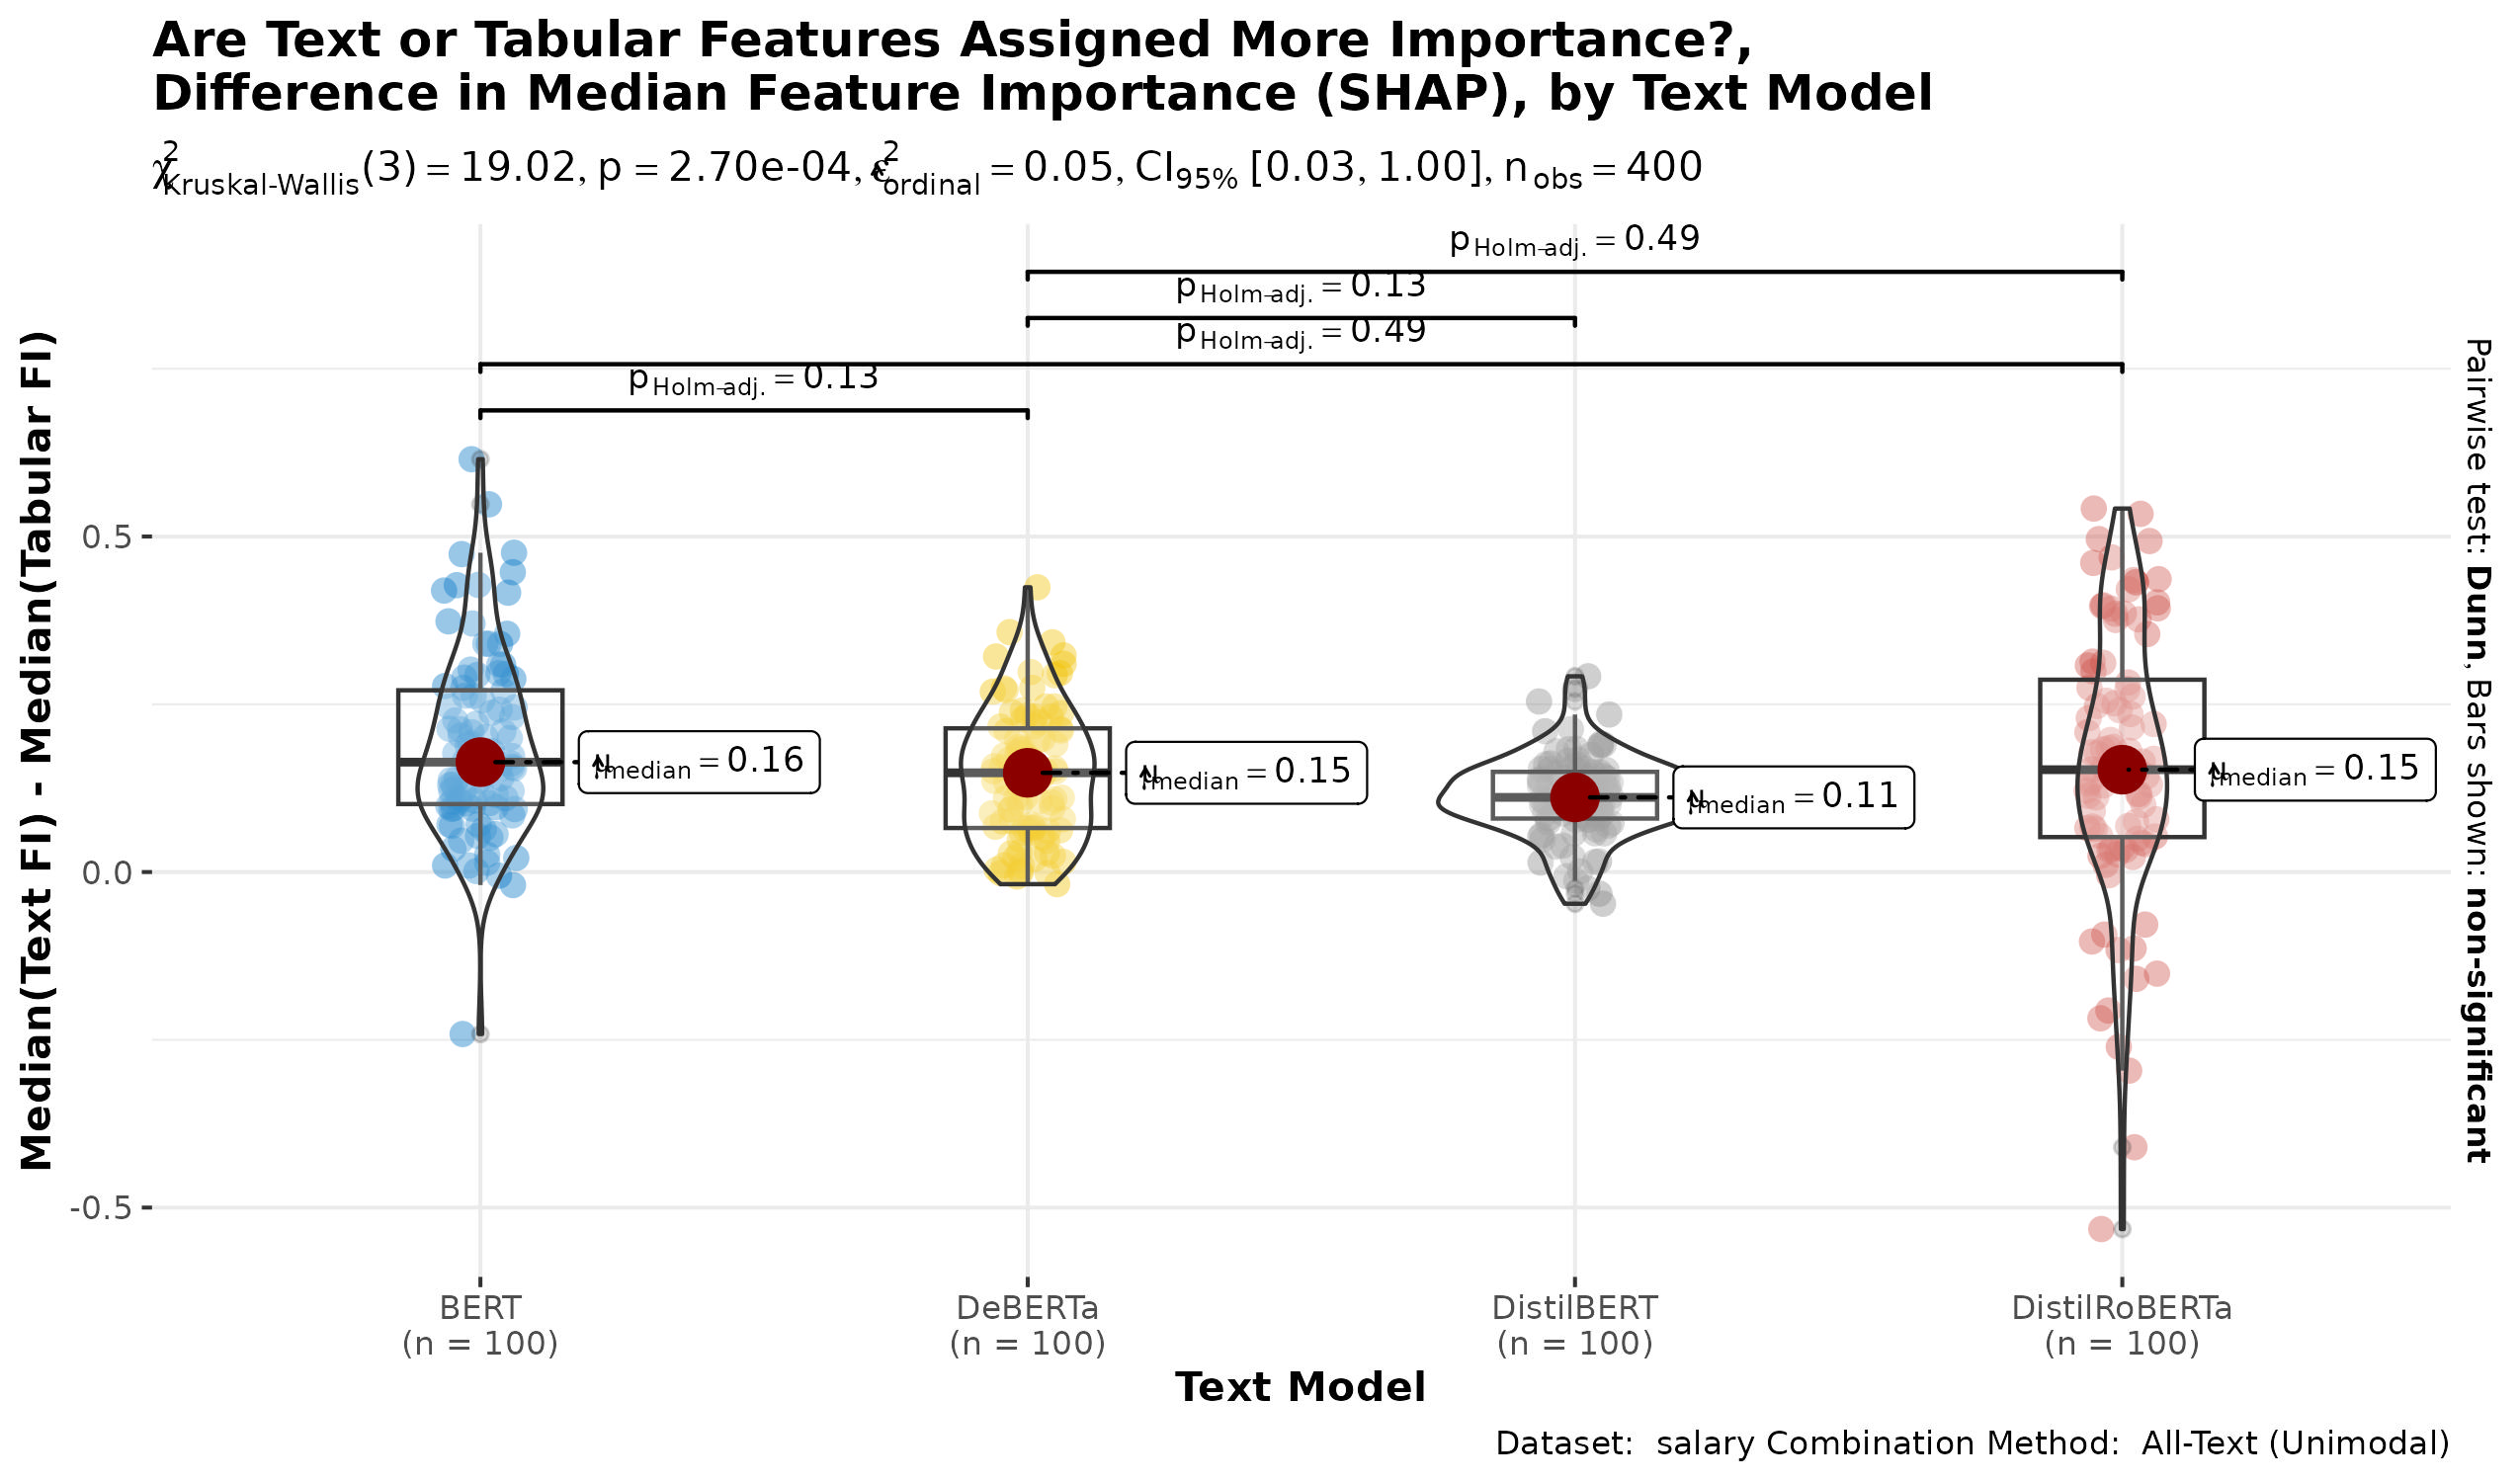 Are Text or Tabular Features Assigned More Importance?,
Difference in Median Feature Importance (SHAP), by Text Model
χ²Kruskal-Wallis(3) = 19.02, p = 2.70e-04, ε̂²ordinal = 0.05, CI95% [0.03, 1.00], nobs = 400
pHolm-adj. = 0.49
pHolm-adj. = 0.13
pHolm-adj. = 0.49
pHolm-adj. = 0.13
Median(Text FI) - Median(Tabular FI)
0.5
0.0
-0.5
μ̂median = 0.16
μ̂median = 0.15
μ̂median = 0.11
μ̂median = 0.15
Pairwise test: Dunn, Bars shown: non-significant
BERT
(n = 100)
DeBERTa
(n = 100)
DistilBERT
(n = 100)
DistilRoBERTa
(n = 100)
Text Model
Dataset:  salary Combination Method:  All-Text (Unimodal)